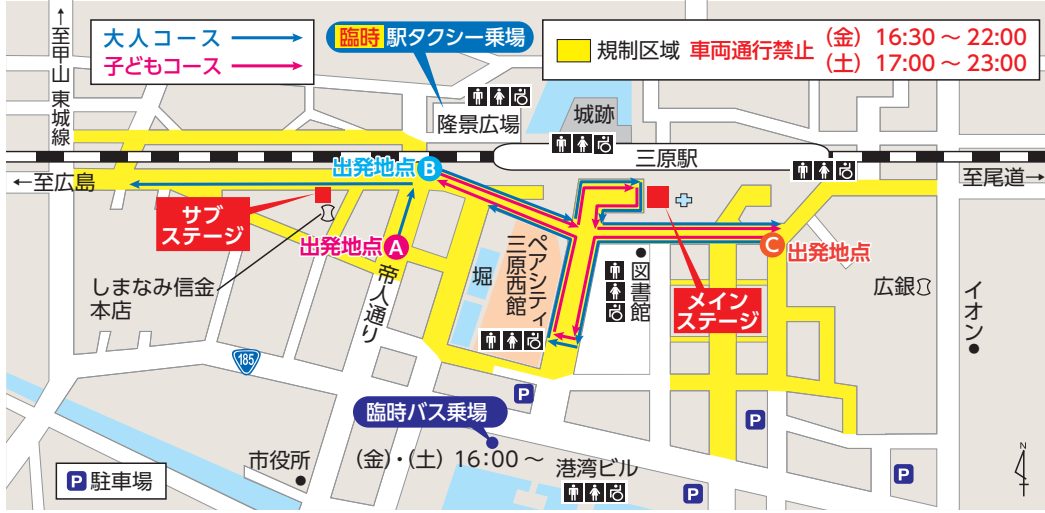 至甲山 東城線
大人コース
子どもコース
臨時 駅タクシー乗場
規制区域 車両通行禁止 (金) 16:30～22:00
(土) 17:00～23:00
隆景広場
城跡
三原駅
←至広島
出発地点 B
至尾道→
サブ
ステージ
出発地点 A
C 出発地点
しまなみ信金
本店
帝人通り
堀
ペアシティ
三原西館
図書館
メイン
ステージ
広銀
イオン
185
P
臨時バス乗場
P
(金)・(土) 16:00～
市役所
港湾ビル
P 駐車場
P
P
N